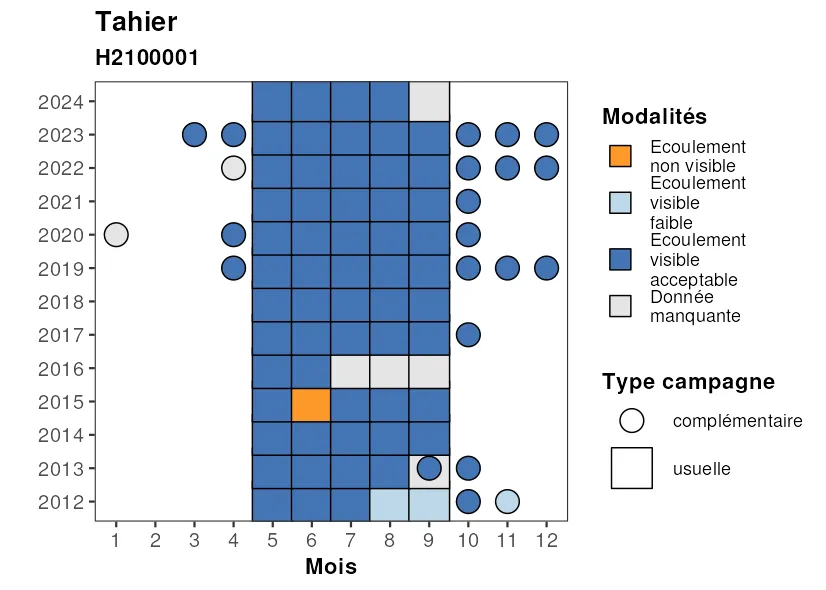 Tahier
H2100001
2024
2023
2022
2021
2020
2019
2018
2017
2016
2015
2014
2013
2012
1 2 3 4 5 6 7 8 9 10 11 12
Mois
Modalités
Ecoulement
non visible
Ecoulement
visible
faible
Ecoulement
visible
acceptable
Donnée
manquante
Type campagne
complémentaire
usuelle